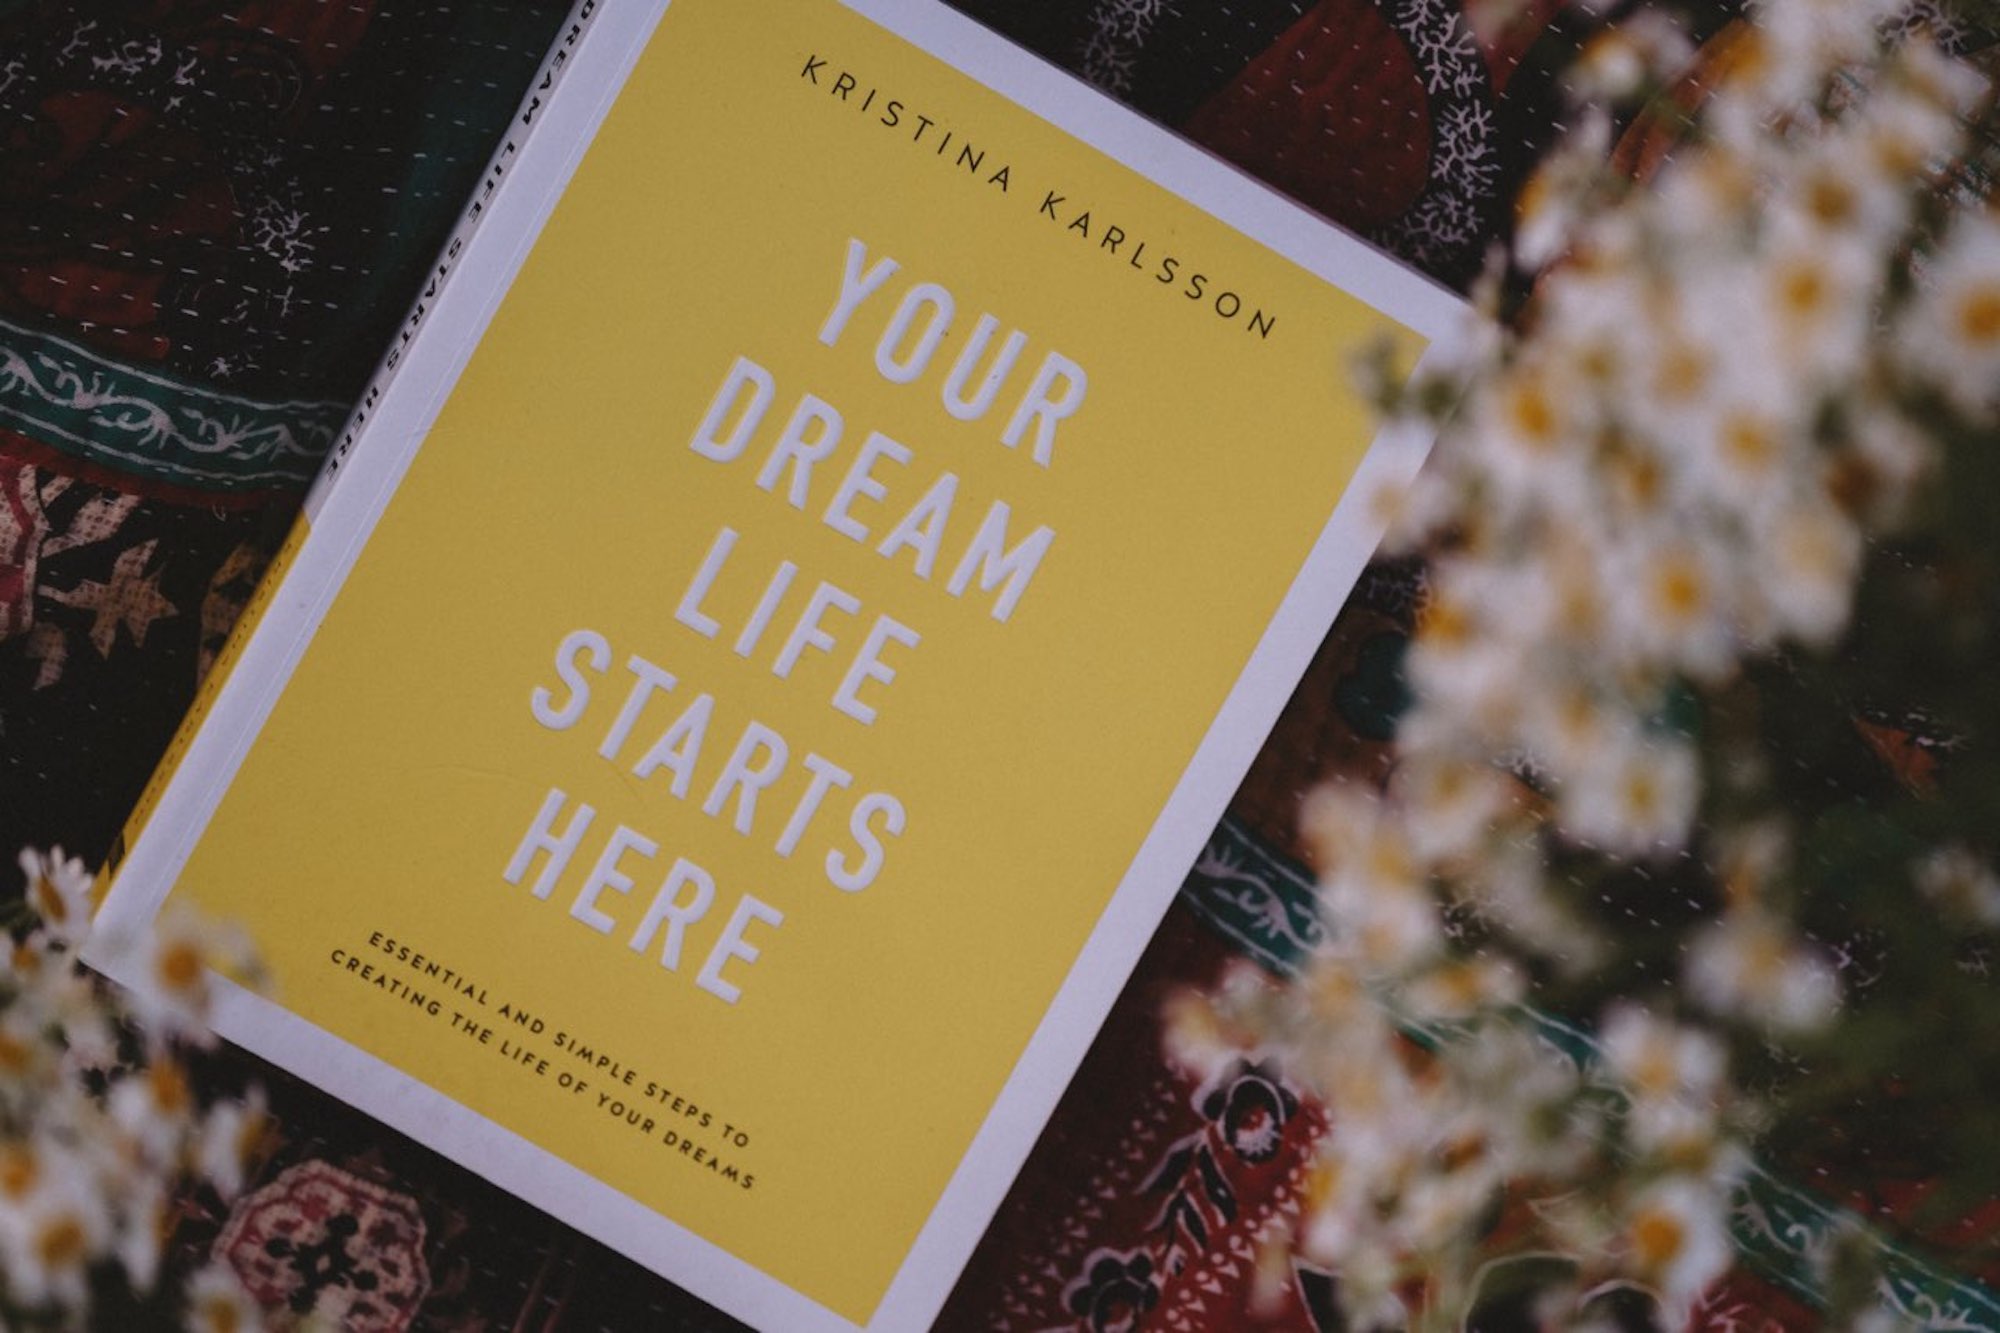 KRISTINA KARLSSON
YOUR
DREAM
LIFE
STARTS
HERE
ESSENTIAL AND SIMPLE STEPS TO
CREATING THE LIFE OF YOUR DREAMS
DREAM LIFE STARTS HERE